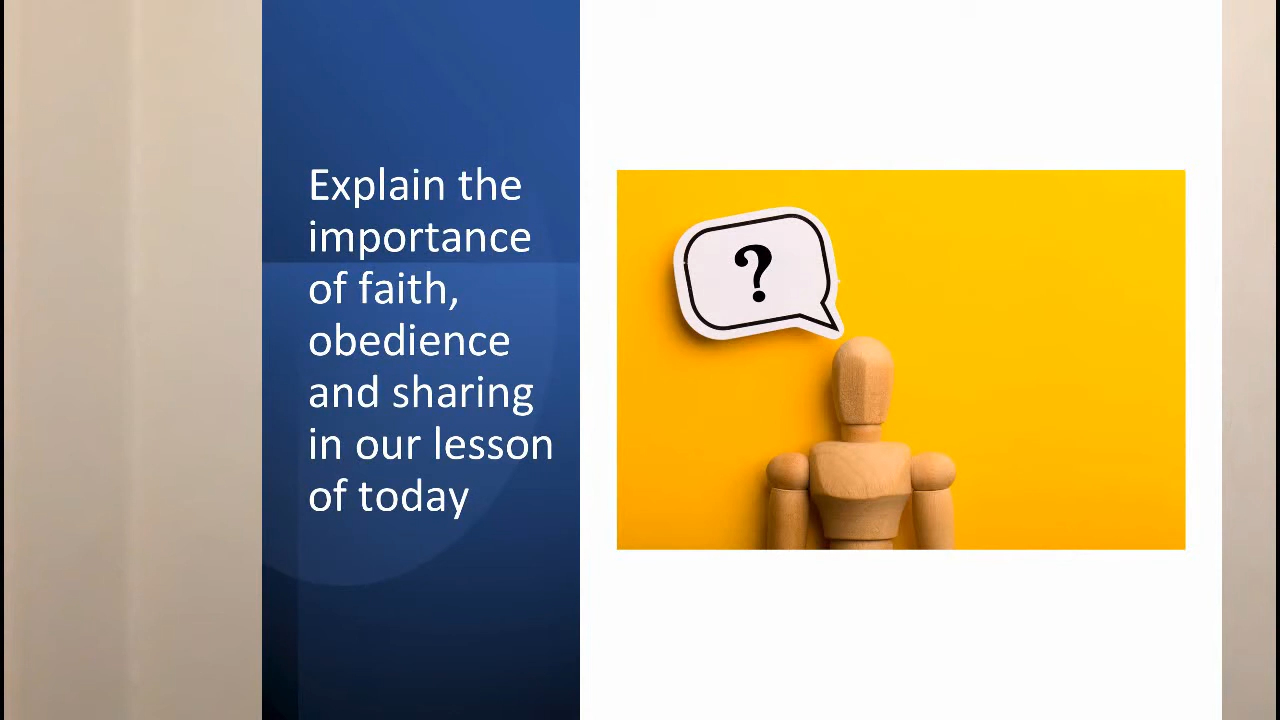 Explain the
importance
of faith,
obedience
and sharing
in our lesson
of today
?